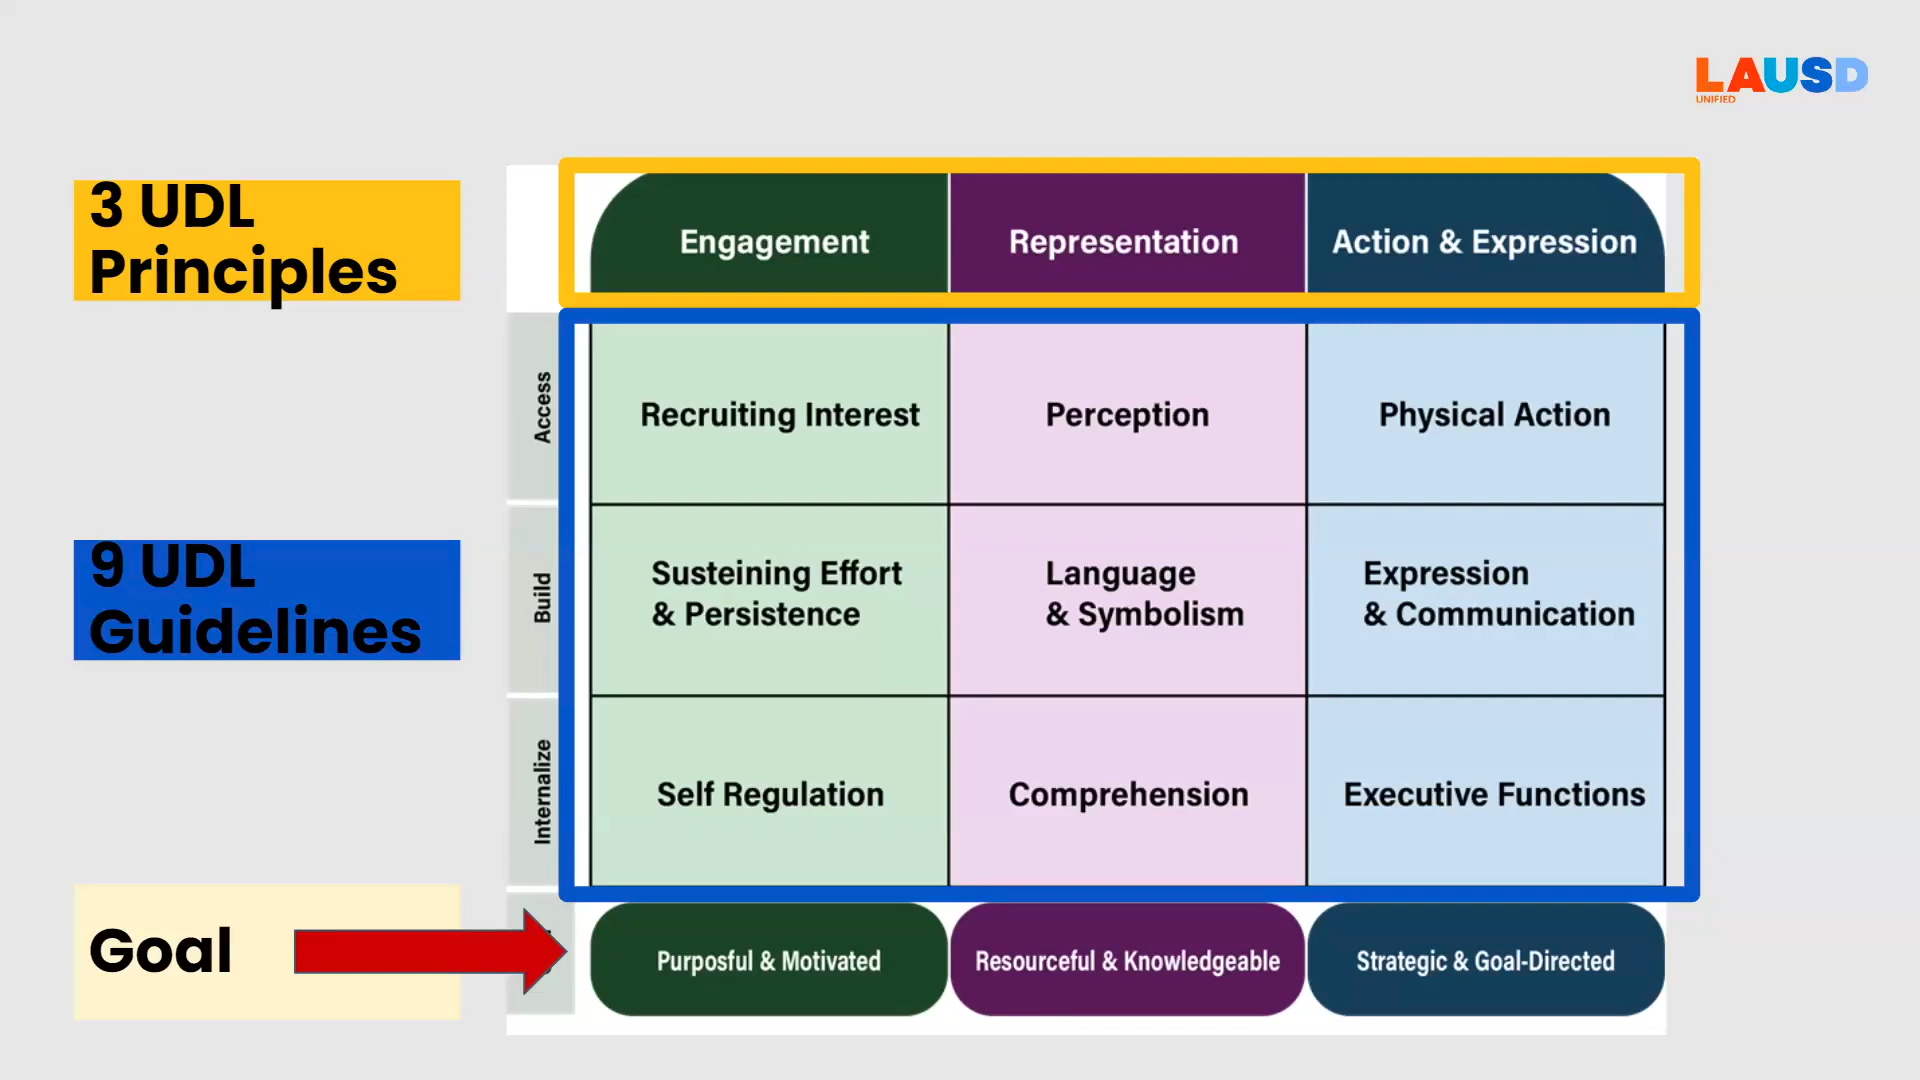 LAUSD
UNIFIED
3 UDL
Principles
Engagement
Representation
Action & Expression
Access
Recruiting Interest
Perception
Physical Action
9 UDL
Guidelines
Build
Susteining Effort
& Persistence
Language
& Symbolism
Expression
& Communication
Internalize
Self Regulation
Comprehension
Executive Functions
Goal
Purposful & Motivated
Resourceful & Knowledgeable
Strategic & Goal-Directed